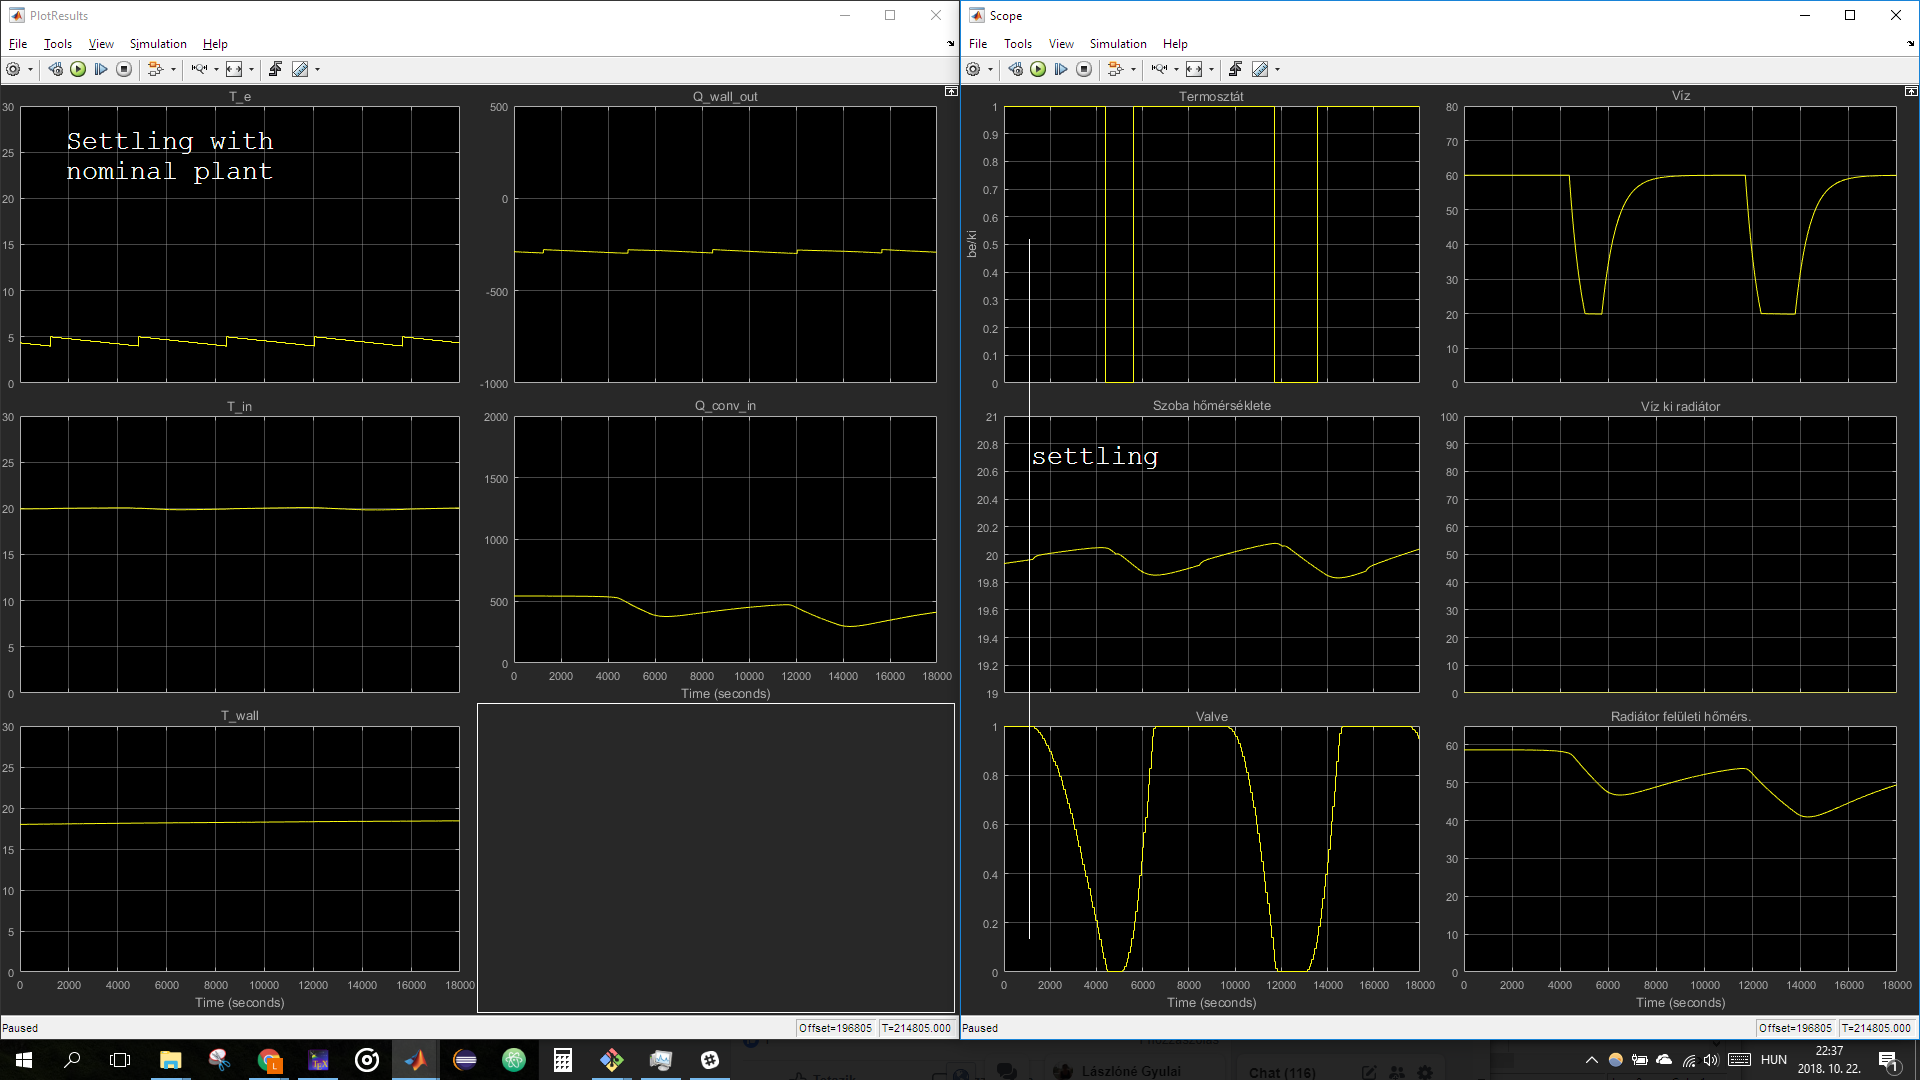 PlotResults
File Tools View Simulation Help
T_e
30
25
20
15
10
5
0
Settling with
nominal plant
Q_wall_out
500
0
-500
-1000
T_in
30
25
20
15
10
5
0
Q_conv_in
2000
1500
1000
500
0
0 2000 4000 6000 8000 10000 12000 14000 16000 18000
Time (seconds)
T_wall
30
25
20
15
10
5
0
0 2000 4000 6000 8000 10000 12000 14000 16000 18000
Time (seconds)
Paused
Offset=196805 T=214805.000
Scope
File Tools View Simulation Help
Termosztát
1
0.9
0.8
0.7
0.6
0.5
0.4
0.3
0.2
0.1
0
be/ki
Víz
80
70
60
50
40
30
20
10
0
Szoba hőmérséklete
21
20.8
20.6
20.4
20.2
20
19.8
19.6
19.4
19.2
19
settling
Víz ki radiátor
100
90
80
70
60
50
40
30
20
10
0
Valve
1
0.8
0.6
0.4
0.2
0
0 2000 4000 6000 8000 10000 12000 14000 16000 18000
Time (seconds)
Radiátor felületi hőmérs.
60
50
40
30
20
10
0
0 2000 4000 6000 8000 10000 12000 14000 16000 18000
Time (seconds)
Paused
Offset=196805 T=214805.000
Lászlóné Gyulai
Chat (116)
HUN
22:37
2018. 10. 22.
1